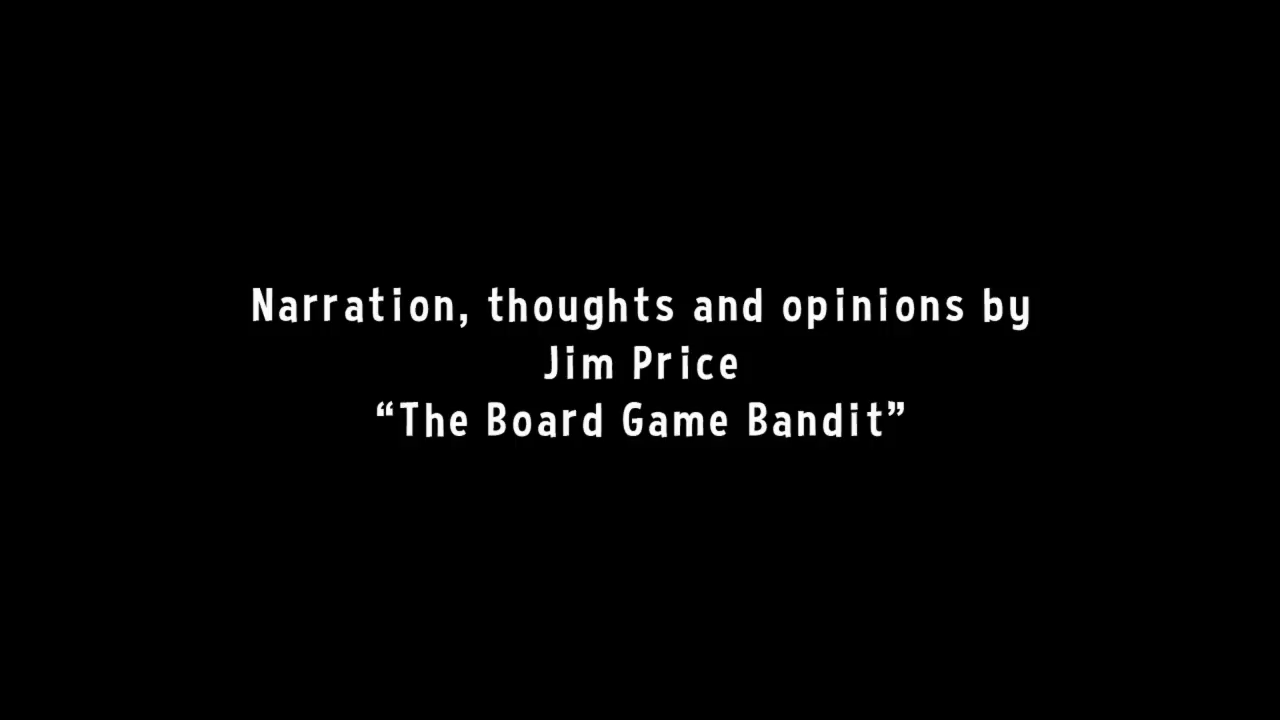 Narration, thoughts and opinions by
Jim Price
“The Board Game Bandit”